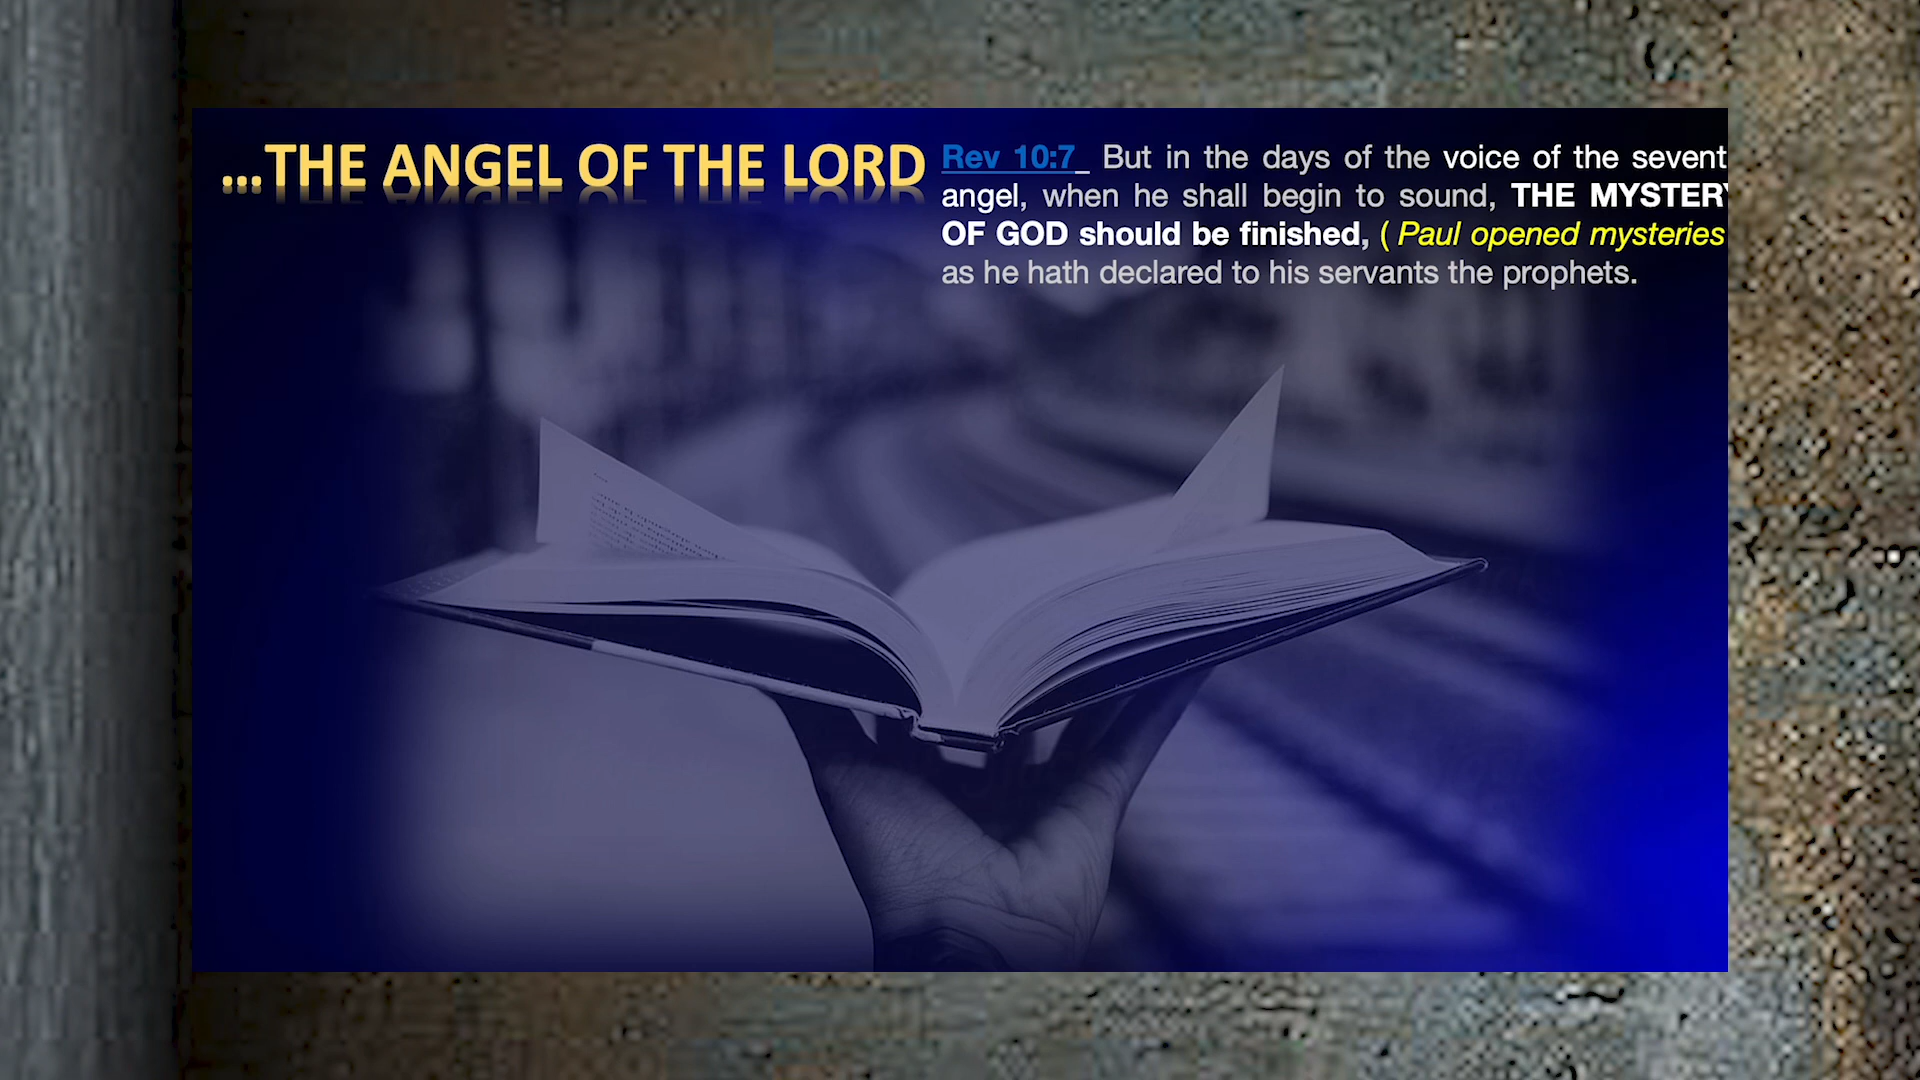 ...THE ANGEL OF THE LORD
Rev 10:7 But in the days of the voice of the sevent
angel, when he shall begin to sound, THE MYSTERY
OF GOD should be finished, ( Paul opened mysteries
as he hath declared to his servants the prophets.